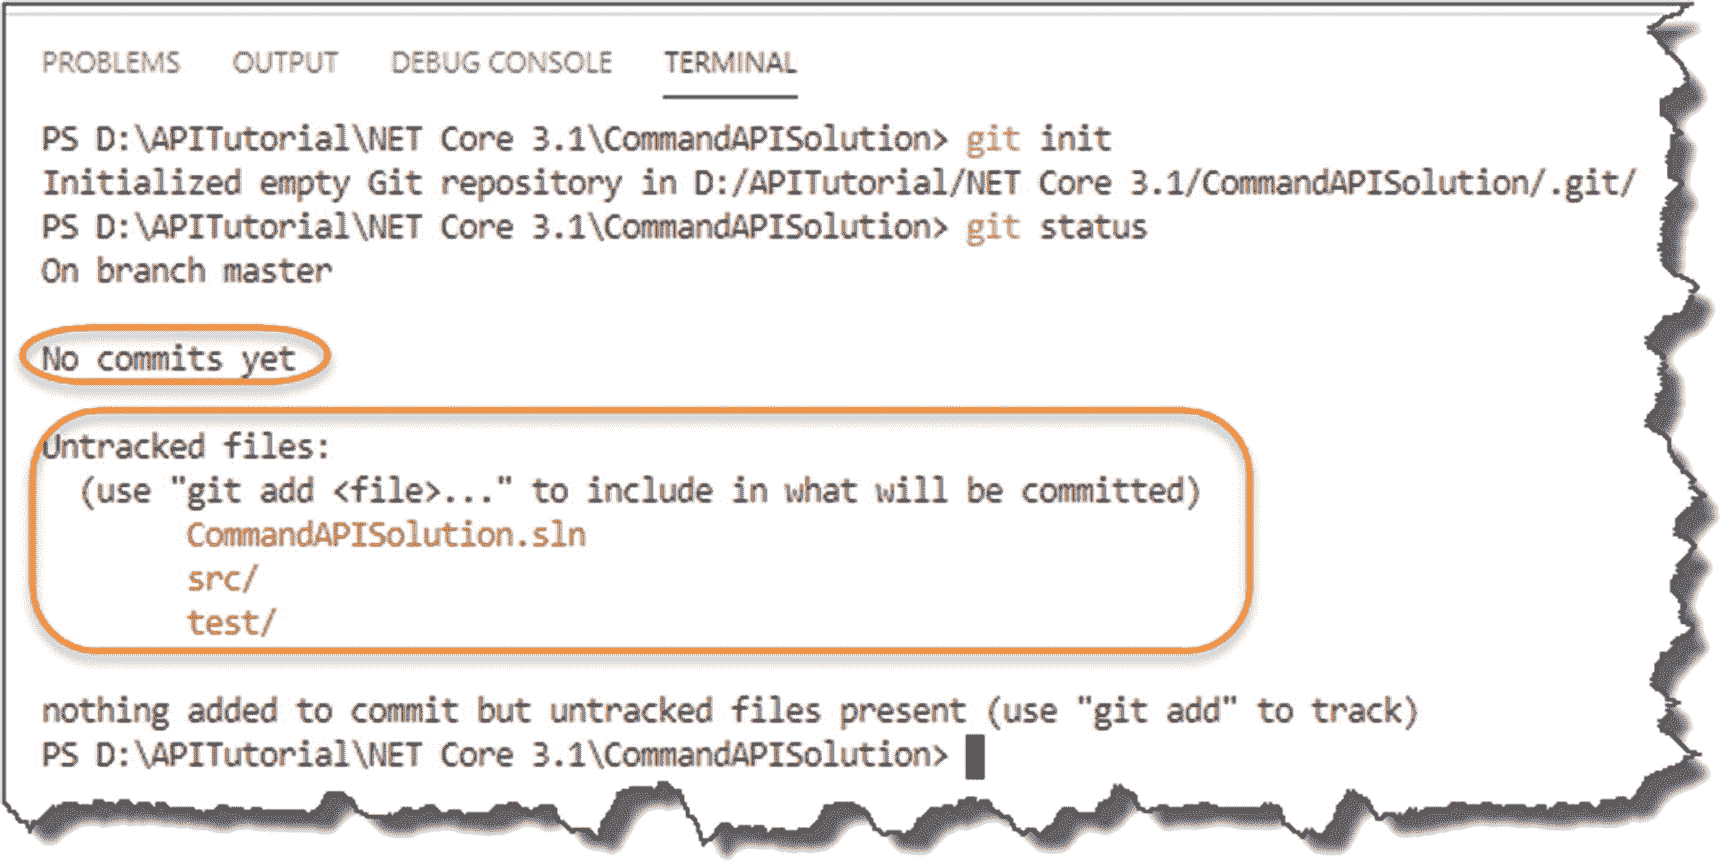 PROBLEMS OUTPUT DEBUG CONSOLE TERMINAL
PS D:\APITutorial\NET Core 3.1\CommandAPISolution> git init
Initialized empty Git repository in D:/APITutorial/NET Core 3.1/CommandAPISolution/.git/
PS D:\APITutorial\NET Core 3.1\CommandAPISolution> git status
On branch master
No commits yet
Untracked files:
(use "git add <file>..." to include in what will be committed)
CommandAPISolution.sln
src/
test/
nothing added to commit but untracked files present (use "git add" to track)
PS D:\APITutorial\NET Core 3.1\CommandAPISolution>